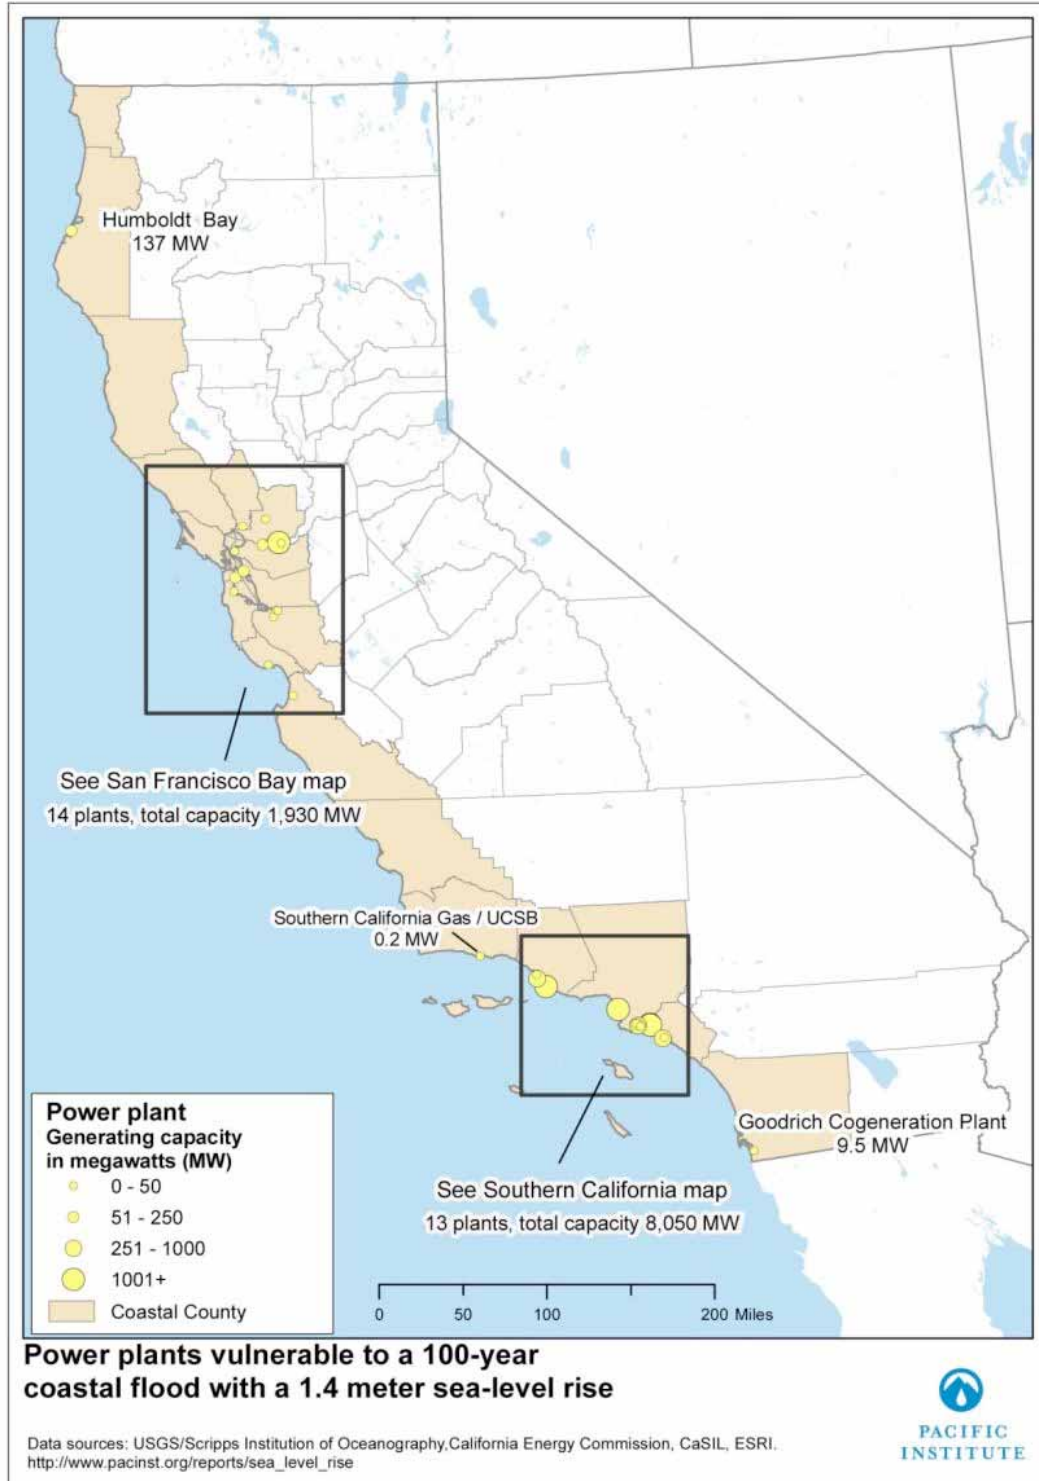 Humboldt Bay
137 MW
See San Francisco Bay map
14 plants, total capacity 1,930 MW
Southern California Gas / UCSB
0.2 MW
Goodrich Cogeneration Plant
9.5 MW
See Southern California map
13 plants, total capacity 8,050 MW
Power plant
Generating capacity
in megawatts (MW)
0 - 50
51 - 250
251 - 1000
1001+
Coastal County
0 50 100 200 Miles
Power plants vulnerable to a 100-year
coastal flood with a 1.4 meter sea-level rise
Data sources: USGS/Scripps Institution of Oceanography,California Energy Commission, CaSIL, ESRI.
http://www.pacinst.org/reports/sea_level_rise
PACIFIC
INSTITUTE